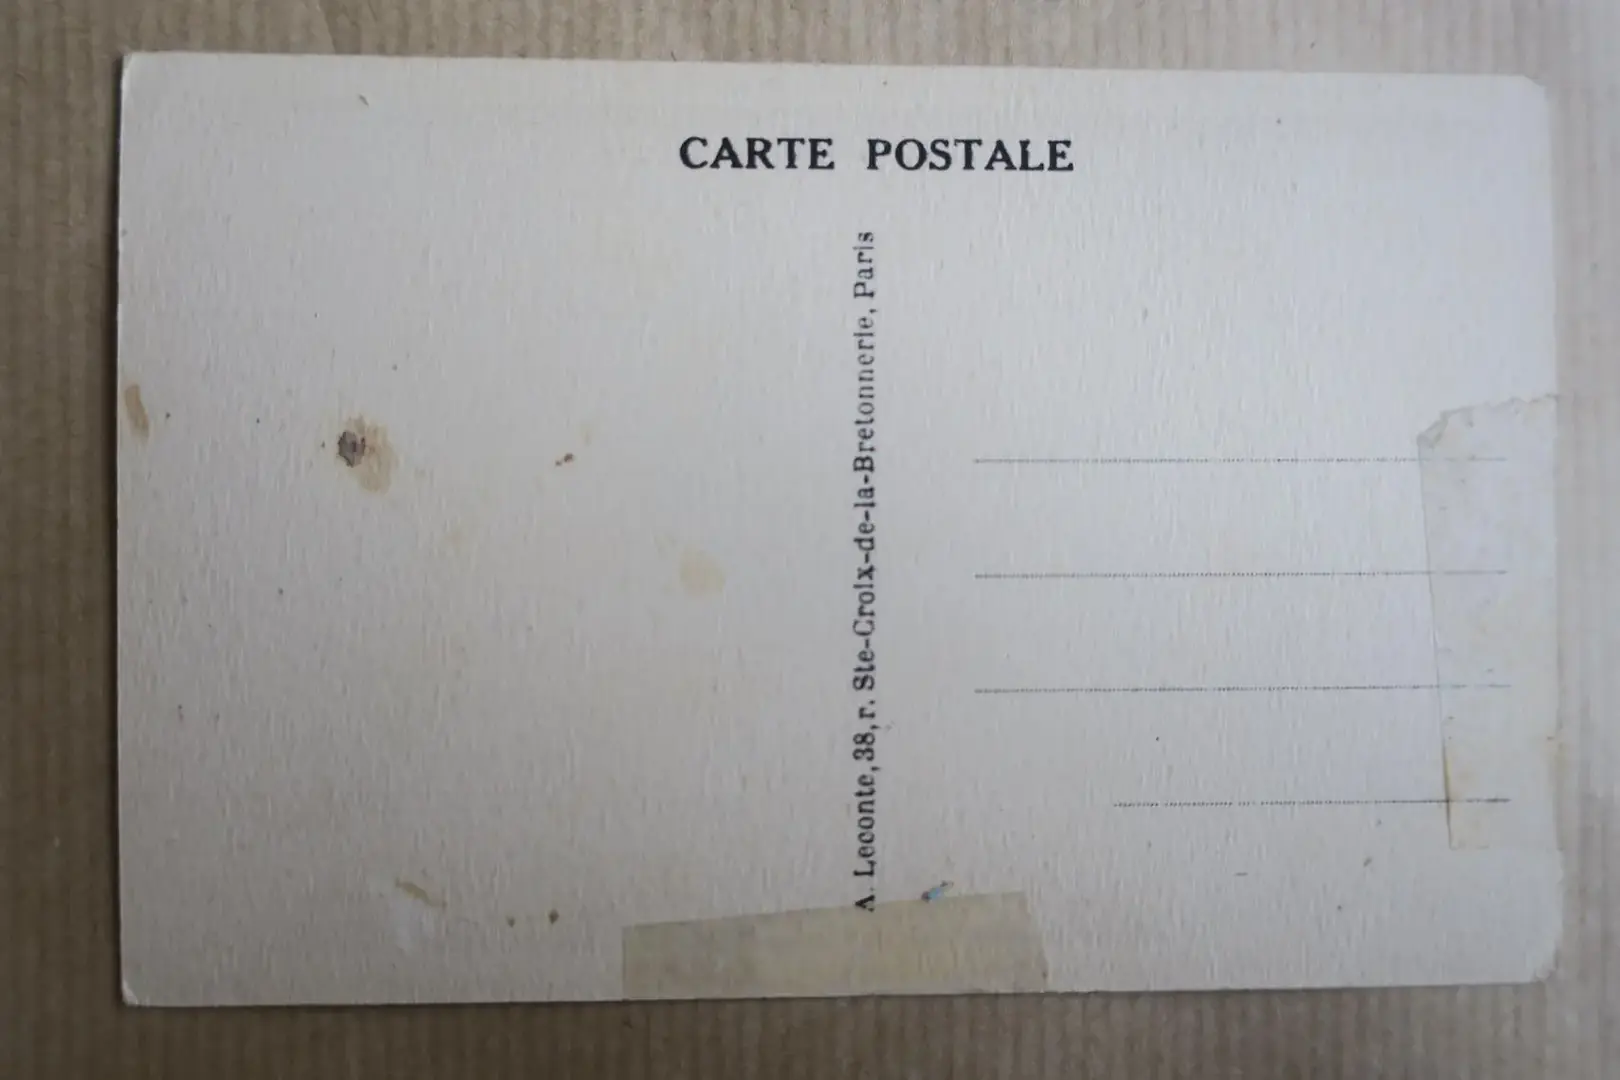 CARTE POSTALE
A. Leconte, 38, r. Ste-Croix-de-la-Bretonnerie, Paris